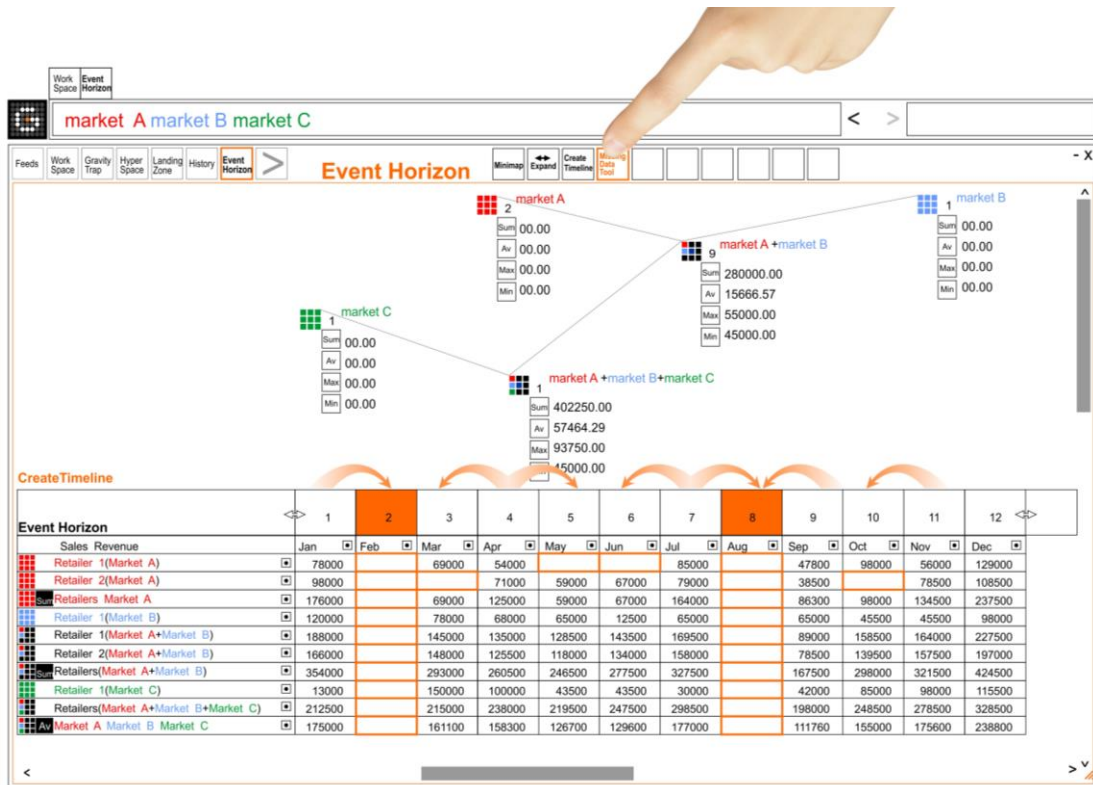 Work Space Event Horizon
market A market B market C < >
Feeds Work Space Gravity Trap Hyper Space Landing Zone History Event Horizon > Event Horizon Minimap Expand Create Timeline Missing Data Tool - X
market A
2
Sum 00.00
Av 00.00
Max 00.00
Min 00.00
market B
1
Sum 00.00
Av 00.00
Max 00.00
Min 00.00
market A +market B
9
Sum 280000.00
Av 15666.57
Max 55000.00
Min 45000.00
market C
1
Sum 00.00
Av 00.00
Max 00.00
Min 00.00
market A +market B+market C
1
Sum 402250.00
Av 57464.29
Max 93750.00
45000.00
CreateTimeline
Event Horizon 1 2 3 4 5 6 7 8 9 10 11 12
Sales Revenue Jan Feb Mar Apr May Jun Jul Aug Sep Oct Nov Dec
Retailer 1(Market A) 78000 69000 54000 85000 47800 98000 56000 129000
Retailer 2(Market A) 98000 71000 59000 67000 79000 38500 78500 108500
Sum Retailers Market A 176000 69000 125000 59000 67000 164000 86300 98000 134500 237500
Retailer 1(Market B) 120000 78000 68000 65000 12500 65000 65000 45500 45500 98000
Retailer 1(Market A+Market B) 188000 145000 135000 128500 143500 169500 89000 158500 164000 227500
Retailer 2(Market A+Market B) 166000 148000 125500 118000 134000 158000 78500 139500 157500 197000
Sum Retailers(Market A+Market B) 354000 293000 260500 246500 277500 327500 167500 298000 321500 424500
Retailer 1(Market C) 13000 150000 100000 43500 43500 30000 42000 85000 98000 115500
Retailers(Market A+Market B+Market C) 212500 215000 238000 219500 247500 298500 198000 248500 278500 328500
Av Market A Market B Market C 175000 161100 158300 126700 129600 177000 111760 155000 175600 238800
< >